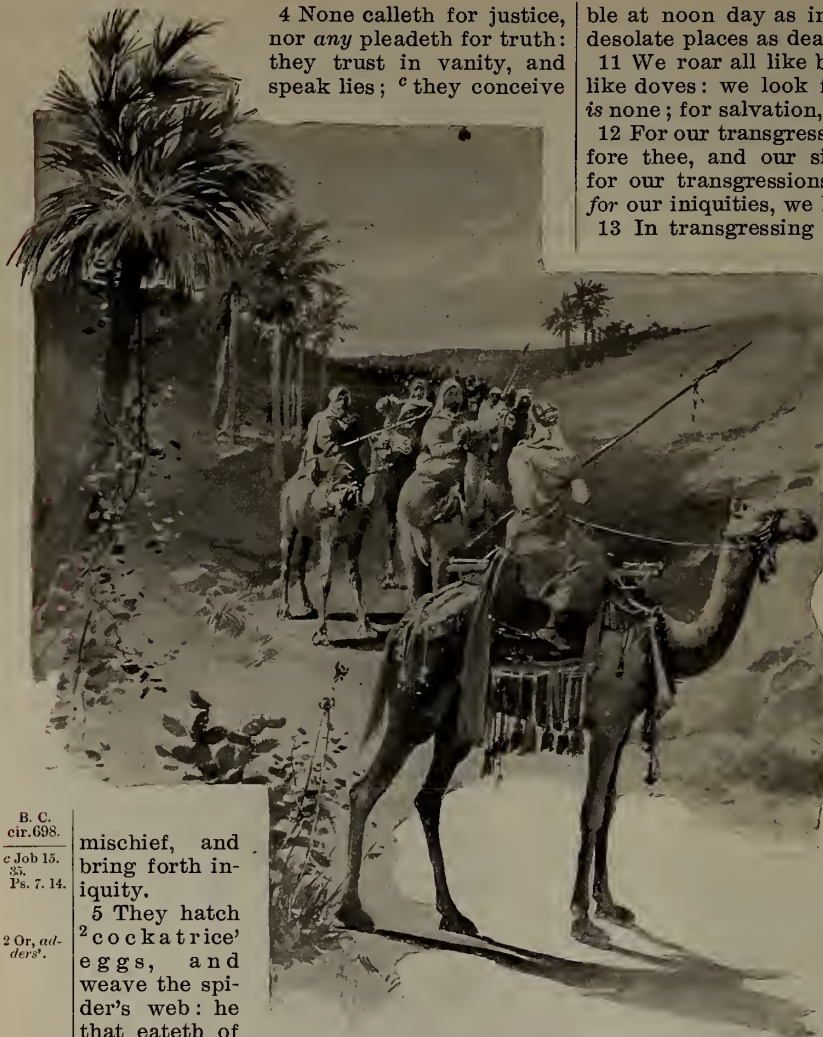 4 None calleth for justice,
nor any pleadeth for truth:
they trust in vanity, and
speak lies; c they conceive
B. C.
cir.698.
c Job 15.
35.
Ps. 7. 14.
2 Or, ad-
ders'.
mischief, and
bring forth in-
iquity.
5 They hatch
2 cockatrice'
eggs, and
weave the spi-
der's web: he
that eateth of
ble at noon day as in
desolate places as dea
11 We roar all like b
like doves: we look f
is none; for salvation,
12 For our transgress
fore thee, and our si
for our transgressions
for our iniquities, we
13 In transgressing